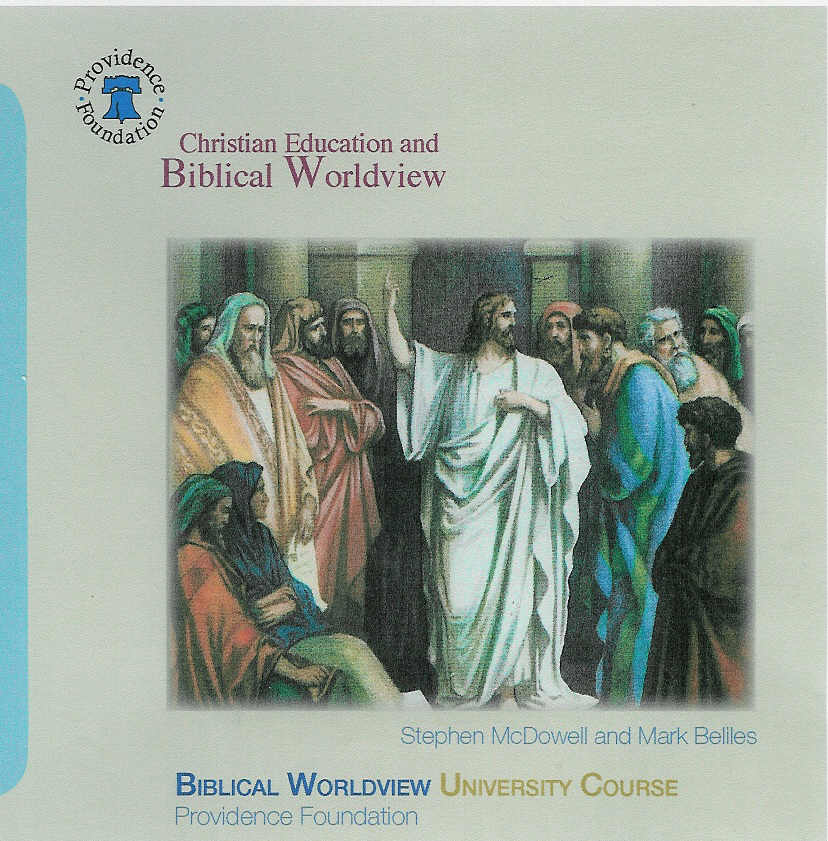 Providence
Foundation
Christian Education and
Biblical Worldview
Stephen McDowell and Mark Beliles
BIBLICAL WORLDVIEW UNIVERSITY COURSE
Providence Foundation